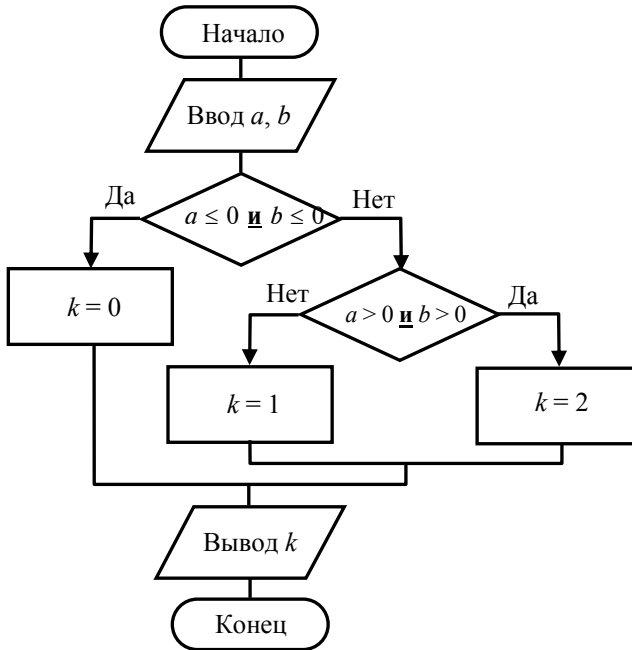 Начало
Ввод a, b
Да
a ≤ 0 и b ≤ 0
Нет
k = 0
Нет
a > 0 и b > 0
Да
k = 1
k = 2
Вывод k
Конец